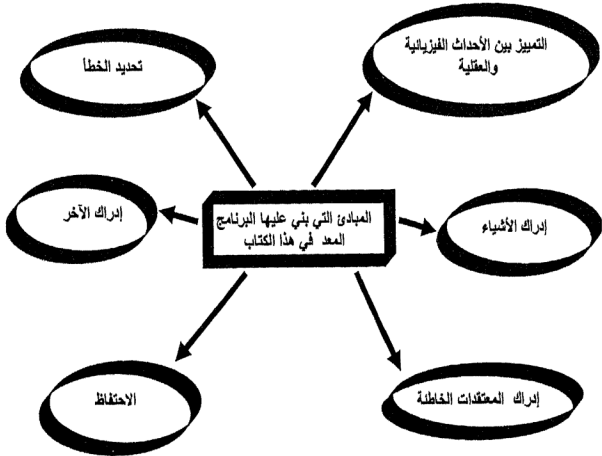 التمييز بين الأحداث الفيزيائية
والعقلية
تحديد الخطأ
المبادئ التي بني عليها البرنامج
المعد في هذا الكتاب
إدراك الأشياء
إدراك الآخر
إدراك المعتقدات الخاطئة
الاحتفاظ